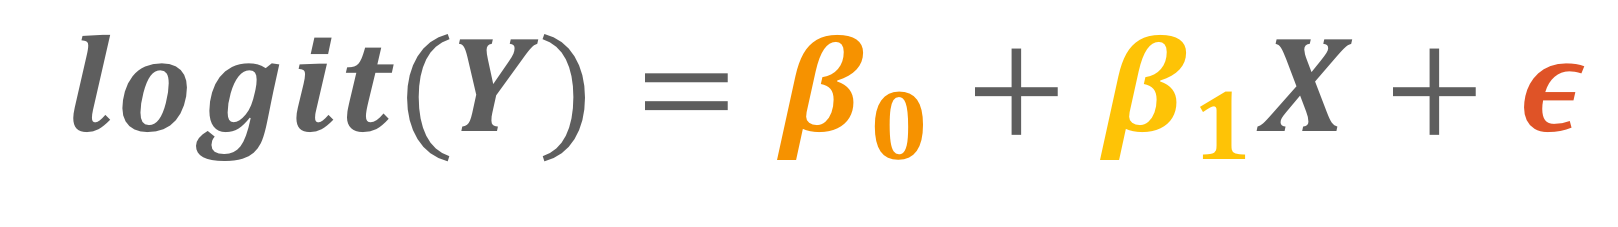 logit(Y) = β₀ + β₁X + ϵ